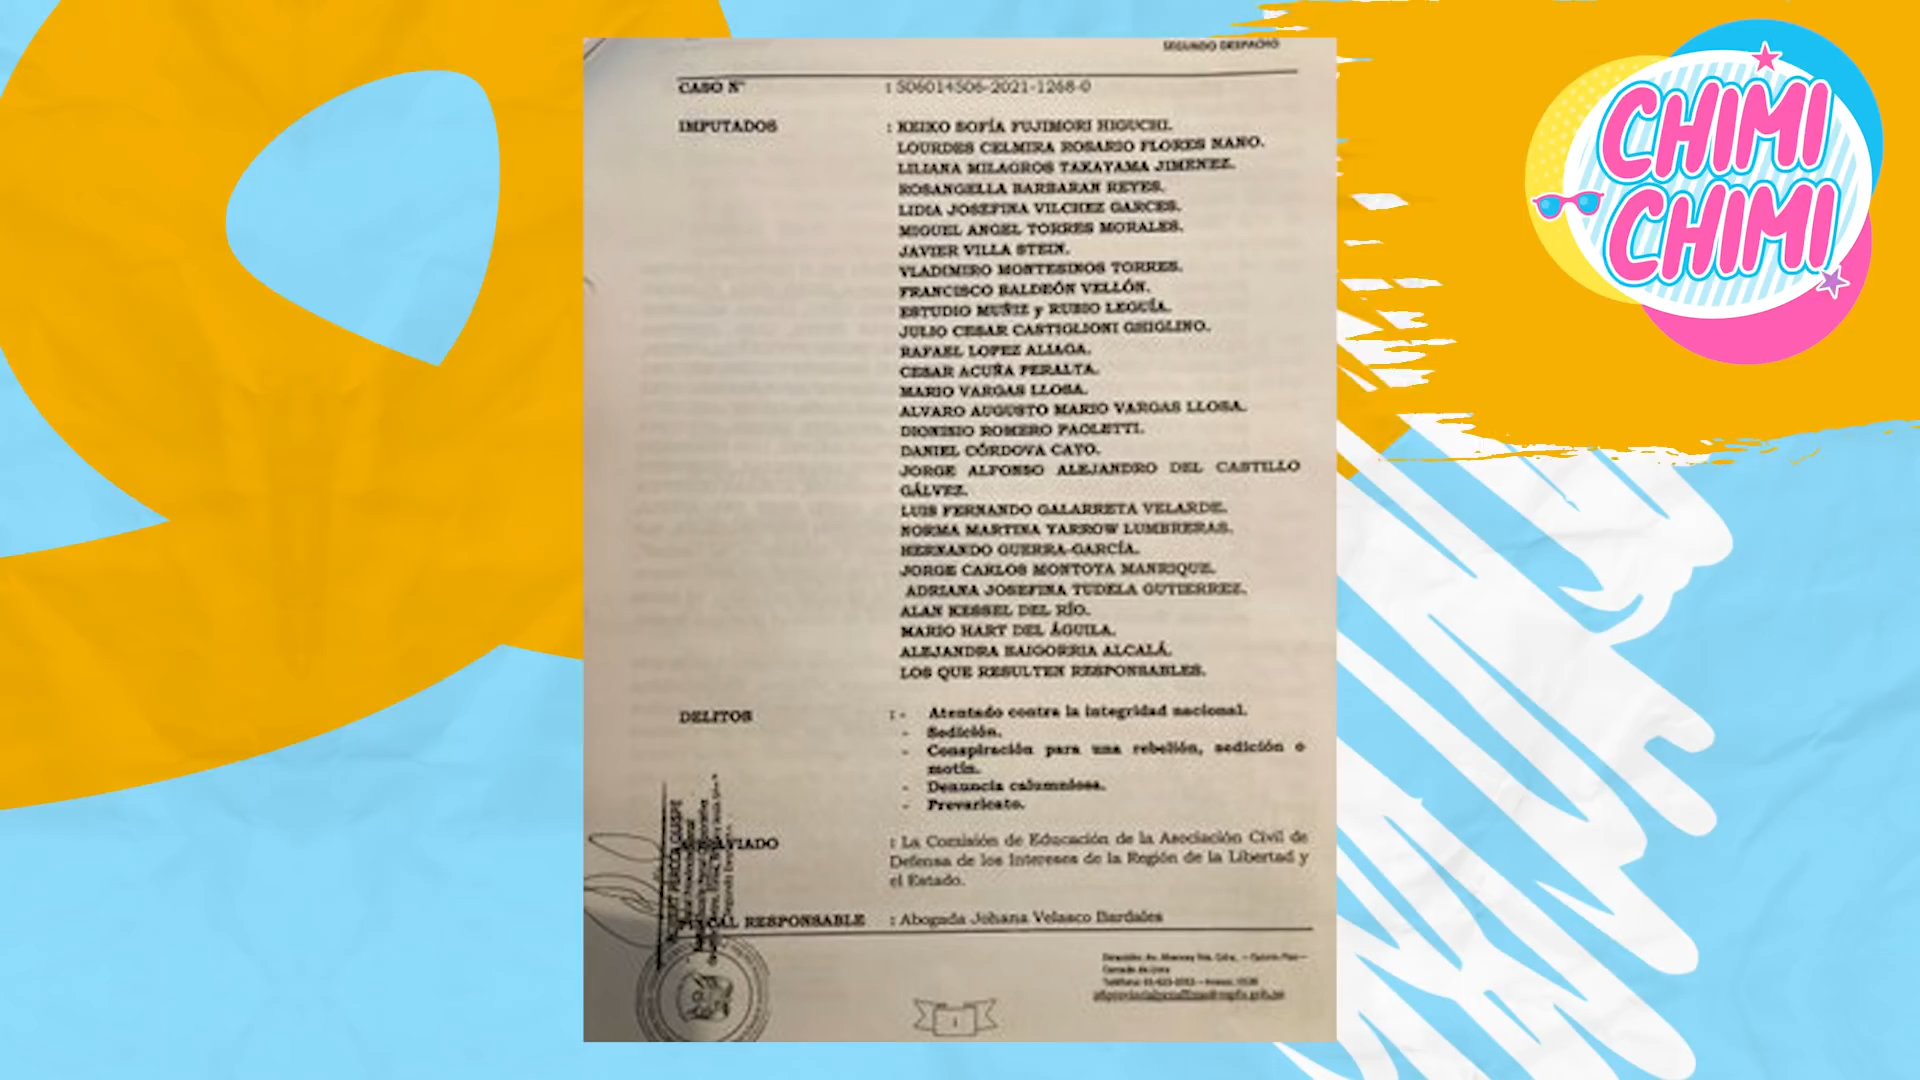 SEGUNDO DESPACHO
CASO N° : 506014506-2021-1268-0
IMPUTADOS : KEIKO SOFÍA FUJIMORI HIGUCHI.
LOURDES CELMIRA ROSARIO FLORES NANO.
LILIANA MILAGROS TAKAYAMA JIMENEZ.
ROSANGELLA BARBARAN REYES.
LIDIA JOSEFINA VILCHEZ GARCES.
MIGUEL ANGEL TORRES MORALES.
JAVIER VILLA STEIN.
VLADIMIRO MONTESINOS TORRES.
FRANCISCO BALDEÓN VELLÓN.
ESTUDIO MUÑIZ y RUBIO LEGUÍA.
JULIO CESAR CASTIGLIONI GHIGLINO.
RAFAEL LOPEZ ALIAGA.
CESAR ACUÑA PERALTA.
MARIO VARGAS LLOSA.
ALVARO AUGUSTO MARIO VARGAS LLOSA.
DIONISIO ROMERO PAOLETTI.
DANIEL CÓRDOVA CAYO.
JORGE ALFONSO ALEJANDRO DEL CASTILLO
GÁLVEZ.
LUIS FERNANDO GALARRETA VELARDE.
NORMA MARTINA YARROW LUMBRERAS.
HERNANDO GUERRA-GARCÍA.
JORGE CARLOS MONTOYA MANRIQUE.
ADRIANA JOSEFINA TUDELA GUTIERREZ.
ALAN KESSEL DEL RÍO.
MARIO HART DEL ÁGUILA.
ALEJANDRA BAIGORRIA ALCALÁ.
LOS QUE RESULTEN RESPONSABLES.
DELITOS : - Atentado contra la integridad nacional.
- Sedición.
- Conspiración para una rebelión, sedición o
motín.
- Denuncia calumniosa.
- Prevaricato.
: La Comisión de Educación de la Asociación Civil de
Defensa de los Intereses de la Región de la Libertad y
el Estado.
RESPONSABLE : Abogada Johana Velasco Bardales
1
CHIMI
CHIMI